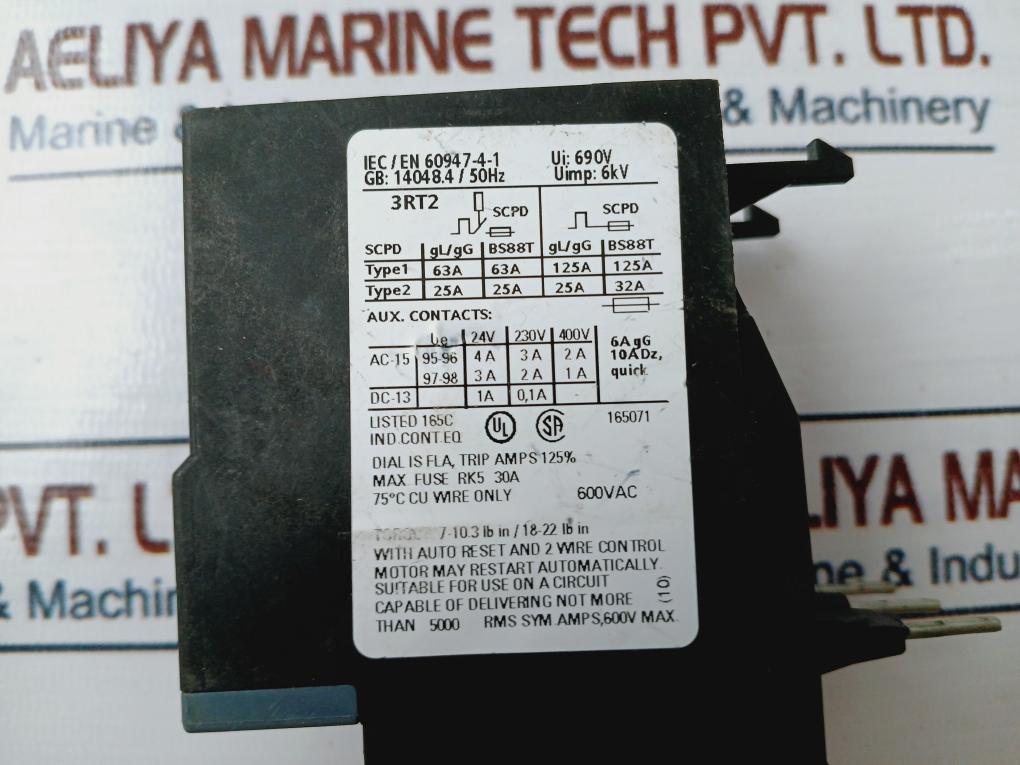 AELIYA MARINE TECH PVT. LTD.
Marine & & Machinery
IEC / EN 60947-4-1 Ui: 690V
GB: 14048.4 / 50Hz Uimp: 6kV
3RT2 SCPD SCPD
SCPD gL/gG BS88T gL/gG BS88T
Type1 63A 63A 125A 125A
Type2 25A 25A 25A 32A
AUX. CONTACTS:
Ue 24V 230V 400V 6A gG
AC-15 95-96 4 A 3 A 2 A 10A Dz,
97-98 3 A 2 A 1 A quick
DC-13 1A 0,1A -
LISTED 165C UL SA 165071
IND.CONT.EQ
DIAL IS FLA, TRIP AMPS 125%
MAX. FUSE RK5 30A
75°C CU WIRE ONLY 600VAC
TORQUE 7-10.3 lb in / 18-22 lb in
WITH AUTO RESET AND 2 WIRE CONTROL
MOTOR MAY RESTART AUTOMATICALLY.
SUITABLE FOR USE ON A CIRCUIT
CAPABLE OF DELIVERING NOT MORE (10)
THAN 5000 RMS SYM.AMPS,600V MAX.
PVT. L LIYA MAR
& Machin ne & Indu